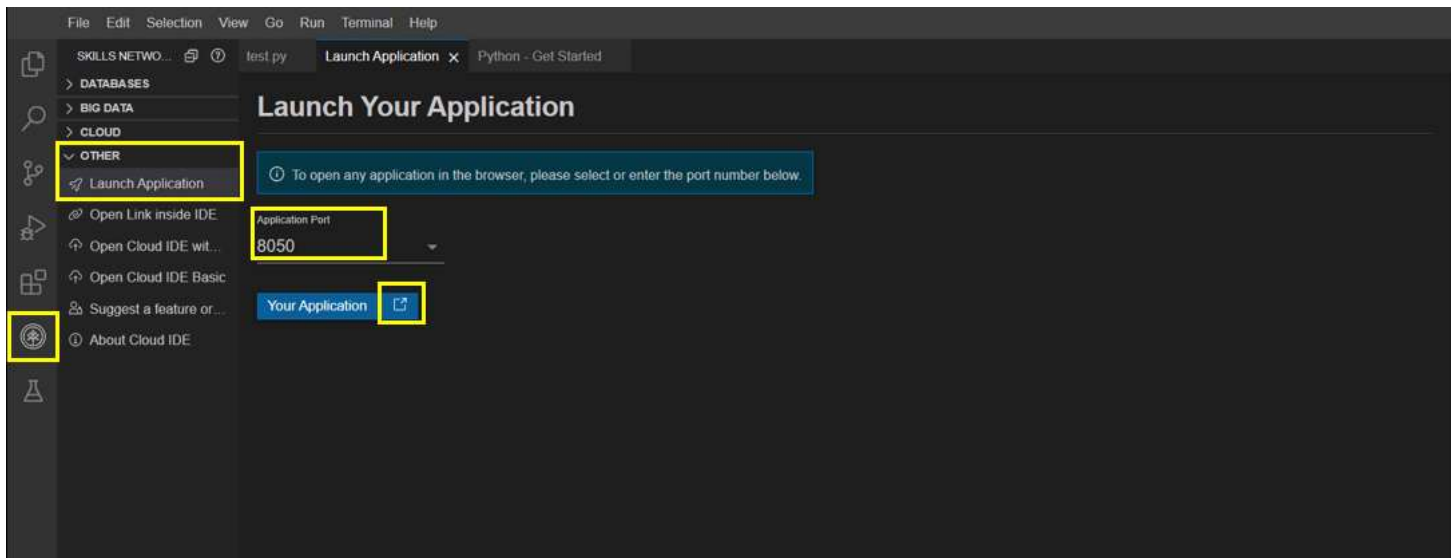 File Edit Selection View Go Run Terminal Help
SKILLS NETWO...
test.py Launch Application Python - Get Started
DATABASES
BIG DATA
CLOUD
OTHER
Launch Application
Open Link inside IDE
Open Cloud IDE wit...
Open Cloud IDE Basic
Suggest a feature or...
About Cloud IDE
Launch Your Application
To open any application in the browser, please select or enter the port number below.
Application Port
8050
Your Application